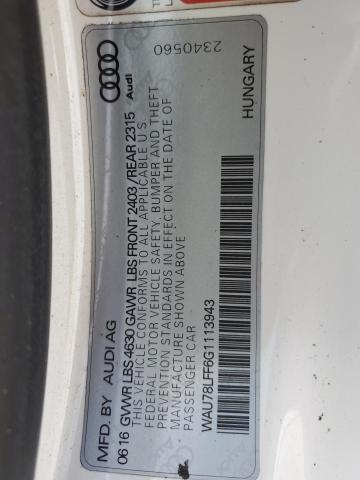 MFD. BY AUDI AG
06 16 GVWR LBS 4630 GAWR LBS FRONT 2403 / REAR 2315
THIS VEHICLE CONFORMS TO ALL APPLICABLE U.S.
FEDERAL MOTOR VEHICLE SAFETY, BUMPER AND THEFT
PREVENTION STANDARDS IN EFFECT ON THE DATE OF
MANUFACTURE SHOWN ABOVE
PASSENGER CAR
WAU78LFF6G1113943
HUNGARY
Audi
2340560